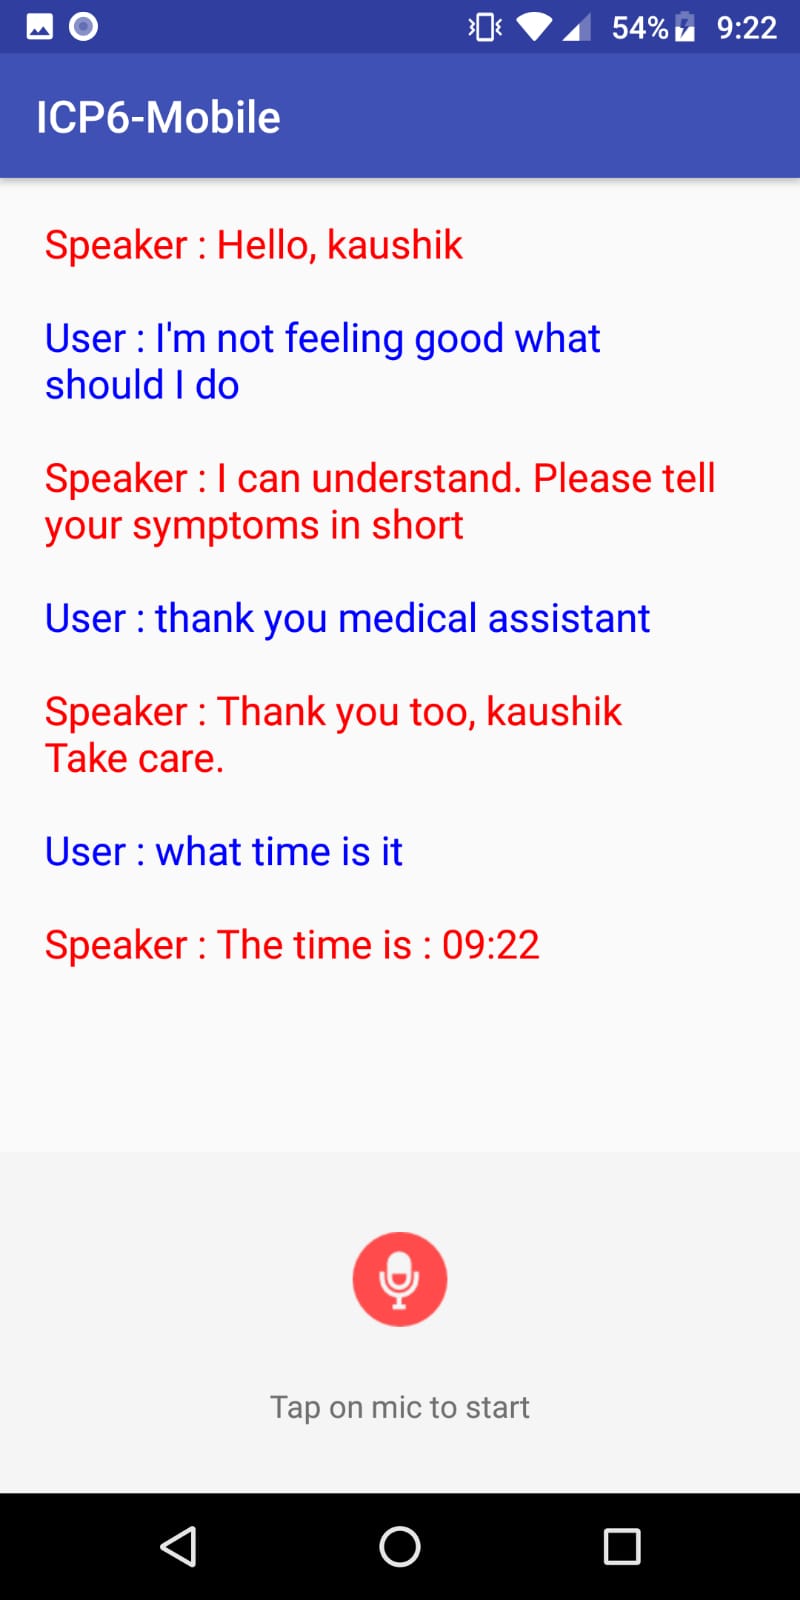 54% 9:22
ICP6-Mobile
Speaker : Hello, kaushik
User : I'm not feeling good what
should I do
Speaker : I can understand. Please tell
your symptoms in short
User : thank you medical assistant
Speaker : Thank you too, kaushik
Take care.
User : what time is it
Speaker : The time is : 09:22
Tap on mic to start